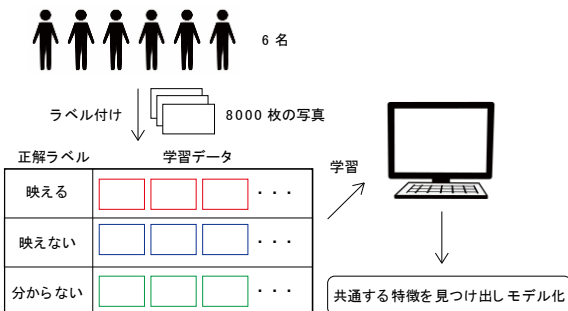 6 名
ラベル付け
8000 枚の写真
正解ラベル
学習データ
学習
映える
・・・
映えない
・・・
分からない
・・・
共通する特徴を見つけ出しモデル化